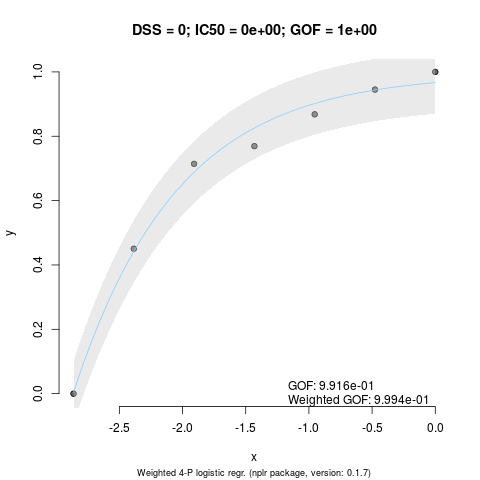 DSS = 0; IC50 = 0e+00; GOF = 1e+00
y
1.0
0.8
0.6
0.4
0.2
0.0
GOF: 9.916e-01
Weighted GOF: 9.994e-01
-2.5 -2.0 -1.5 -1.0 -0.5 0.0
x
Weighted 4-P logistic regr. (nplr package, version: 0.1.7)